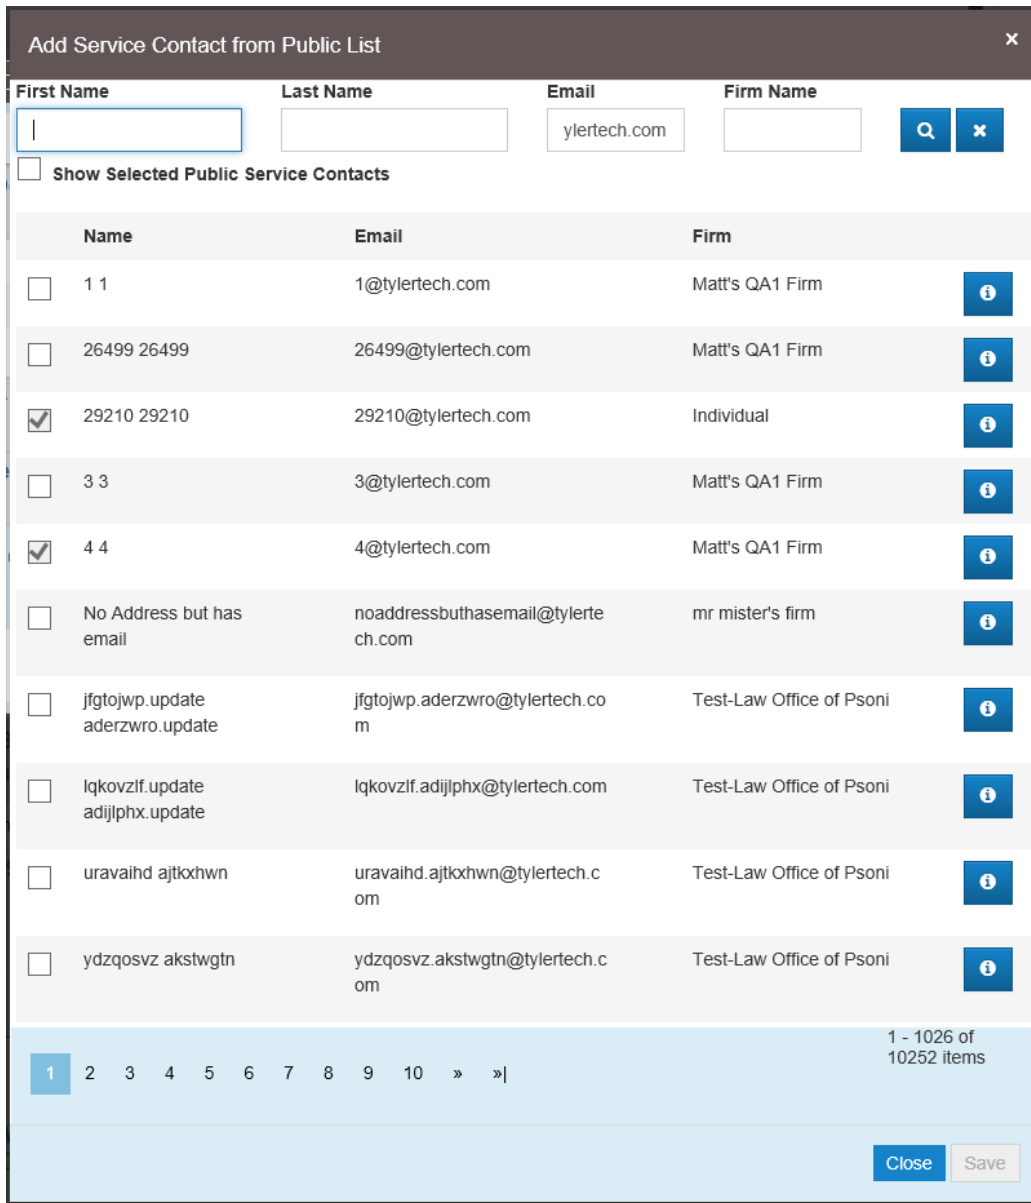 Add Service Contact from Public List ×
First Name Last Name Email Firm Name
ylertech.com
Show Selected Public Service Contacts
Name Email Firm
1 1 1@tylertech.com Matt's QA1 Firm
26499 26499 26499@tylertech.com Matt's QA1 Firm
29210 29210 29210@tylertech.com Individual
3 3 3@tylertech.com Matt's QA1 Firm
4 4 4@tylertech.com Matt's QA1 Firm
No Address but has noaddressbuthasemail@tylerte mr mister's firm
email ch.com
jfgtojwp.update jfgtojwp.aderzwro@tylertech.co Test-Law Office of Psoni
aderzwro.update m
lqkovzlf.update lqkovzlf.adijlphx@tylertech.com Test-Law Office of Psoni
adijlphx.update
uravaihd ajtkxhwn uravaihd.ajtkxhwn@tylertech.c Test-Law Office of Psoni
om
ydzqosvz akstwgtn ydzqosvz.akstwgtn@tylertech.c Test-Law Office of Psoni
om
1 - 1026 of
10252 items
1 2 3 4 5 6 7 8 9 10 » »|
Close Save